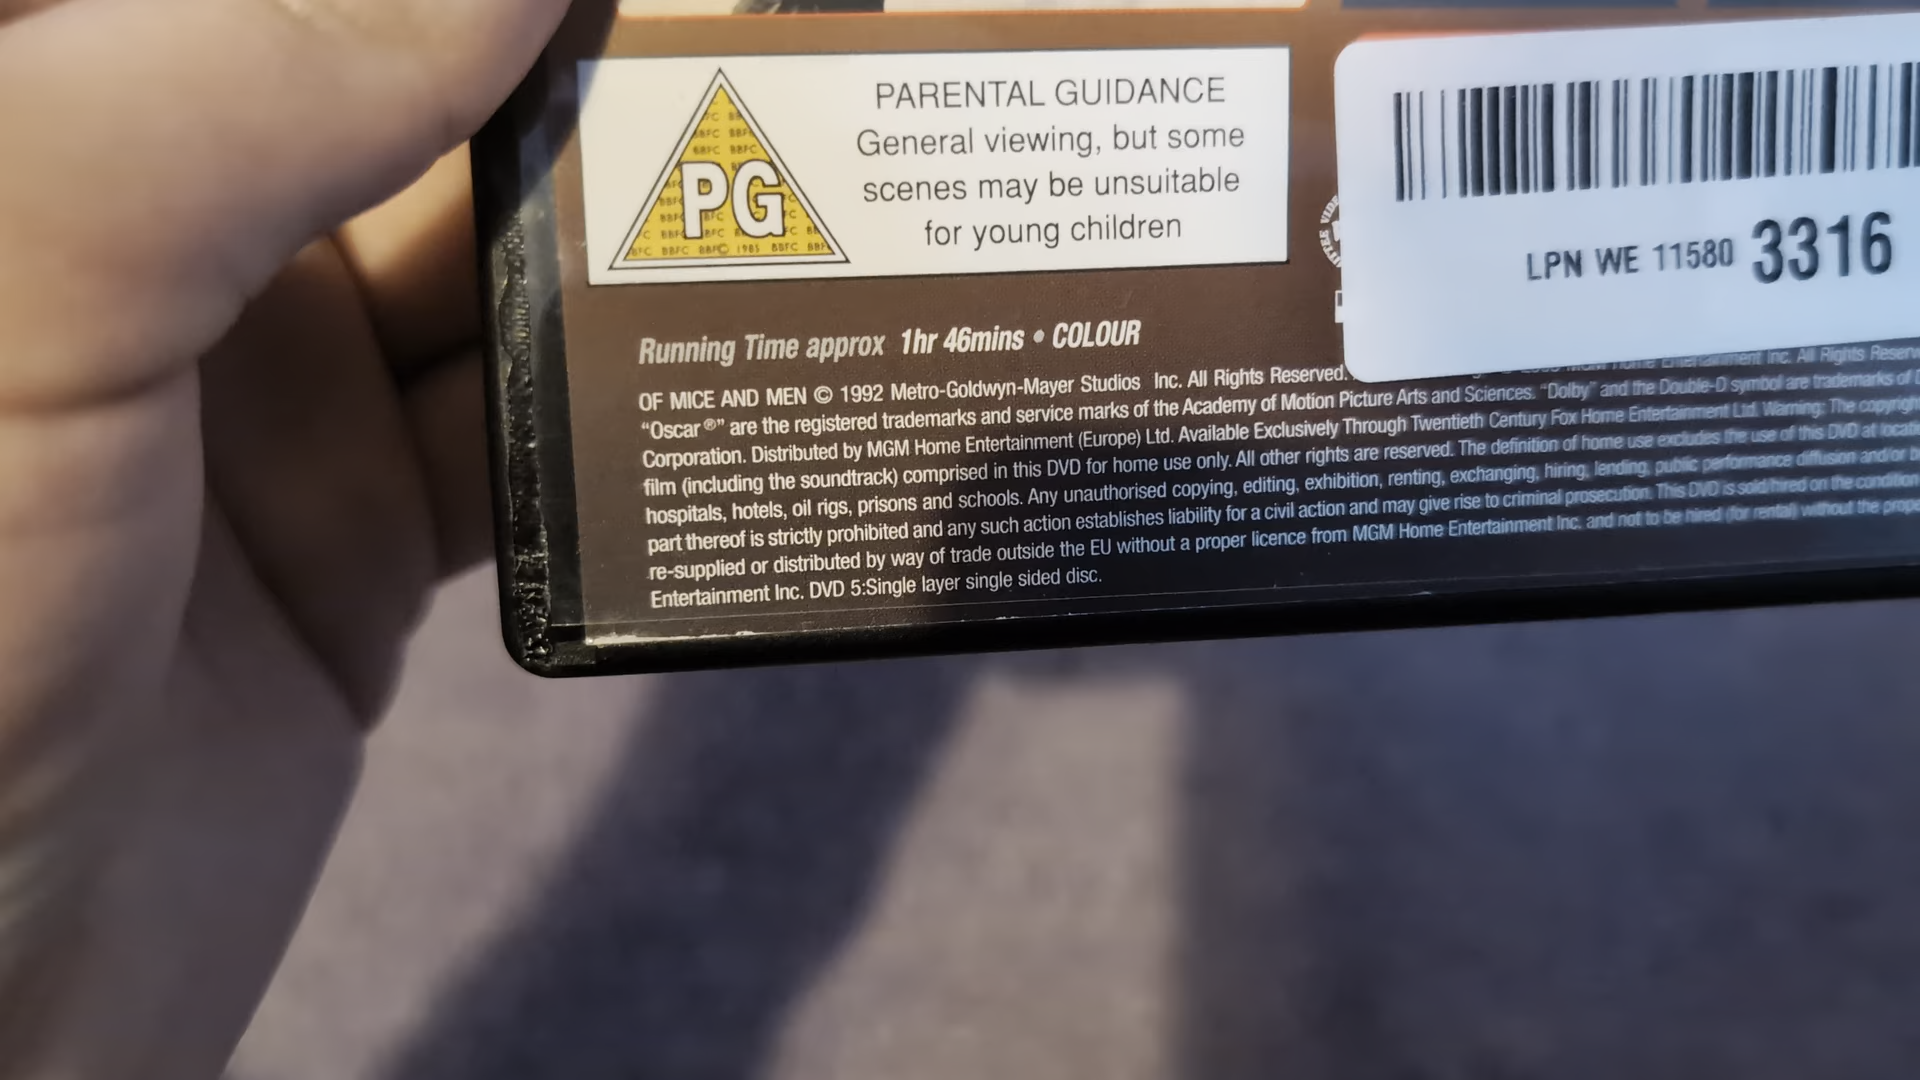 PARENTAL GUIDANCE
General viewing, but some
scenes may be unsuitable
for young children
PG
LPN WE 11580 3316
Running Time approx 1hr 46mins • COLOUR
OF MICE AND MEN © 1992 Metro-Goldwyn-Mayer Studios Inc. All Rights Reserved. Home Entertainment Inc. All Rights
"Oscar ®" are the registered trademarks and service marks of the Academy of Motion Picture Arts and Sciences. "Dolby" and the Double-D symbol are trademarks of
Corporation. Distributed by MGM Home Entertainment (Europe) Ltd. Available Exclusively Through Twentieth Century Fox Home Entertainment Ltd. Warning: The copyright
film (including the soundtrack) comprised in this DVD for home use only. All other rights are reserved. The definition of home use excludes the use of this DVD at
hospitals, hotels, oil rigs, prisons and schools. Any unauthorised copying, editing, exhibition, renting, exchanging, hiring, lending, public performance diffusion and/or
part thereof is strictly prohibited and any such action establishes liability for a civil action and may give rise to criminal prosecution. This DVD is sold/hired on the condition
re-supplied or distributed by way of trade outside the EU without a proper licence from MGM Home Entertainment Inc. and not to be hired (for rental) without the
Entertainment Inc. DVD 5:Single layer single sided disc.